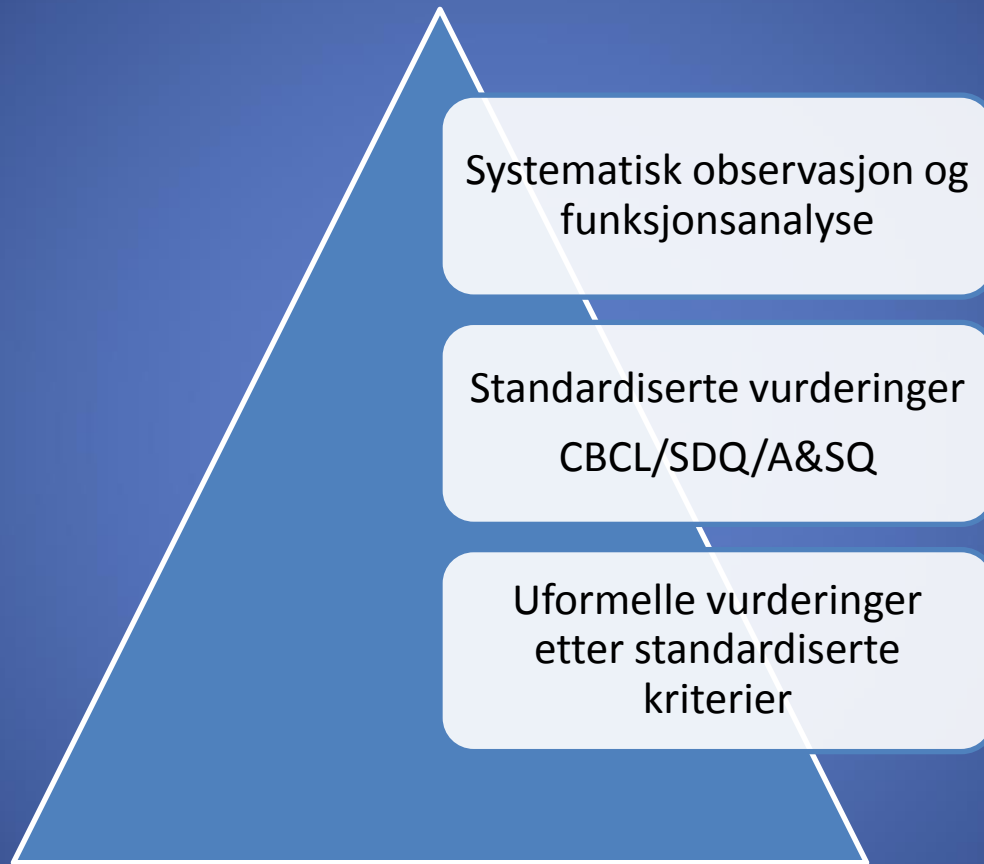 Systematisk observasjon og
funksjonsanalyse
Standardiserte vurderinger
CBCL/SDQ/A&SQ
Uformelle vurderinger
etter standardiserte
kriterier